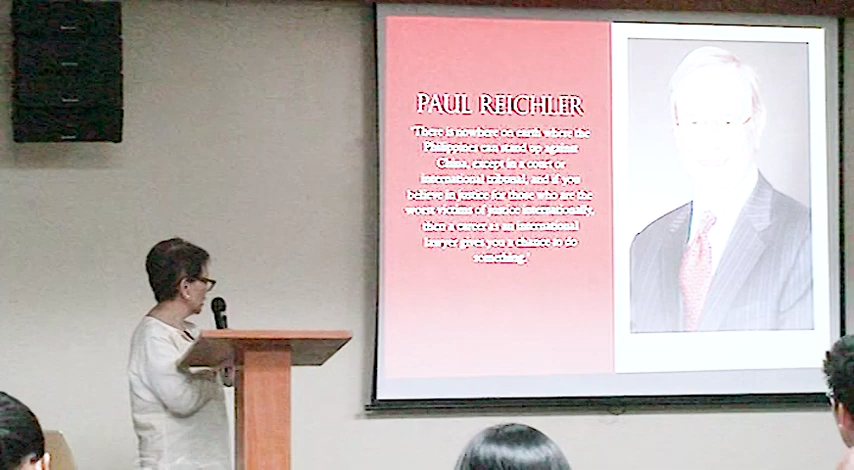 PAUL REICHLER
"There is nowhere on earth where the
Philippines can stand up against
China, except in a court or
international tribunal, and if you
believe in justice for those who are the
worst victims of justice internationally,
then a career as an international
lawyer gives you a chance to do
something."